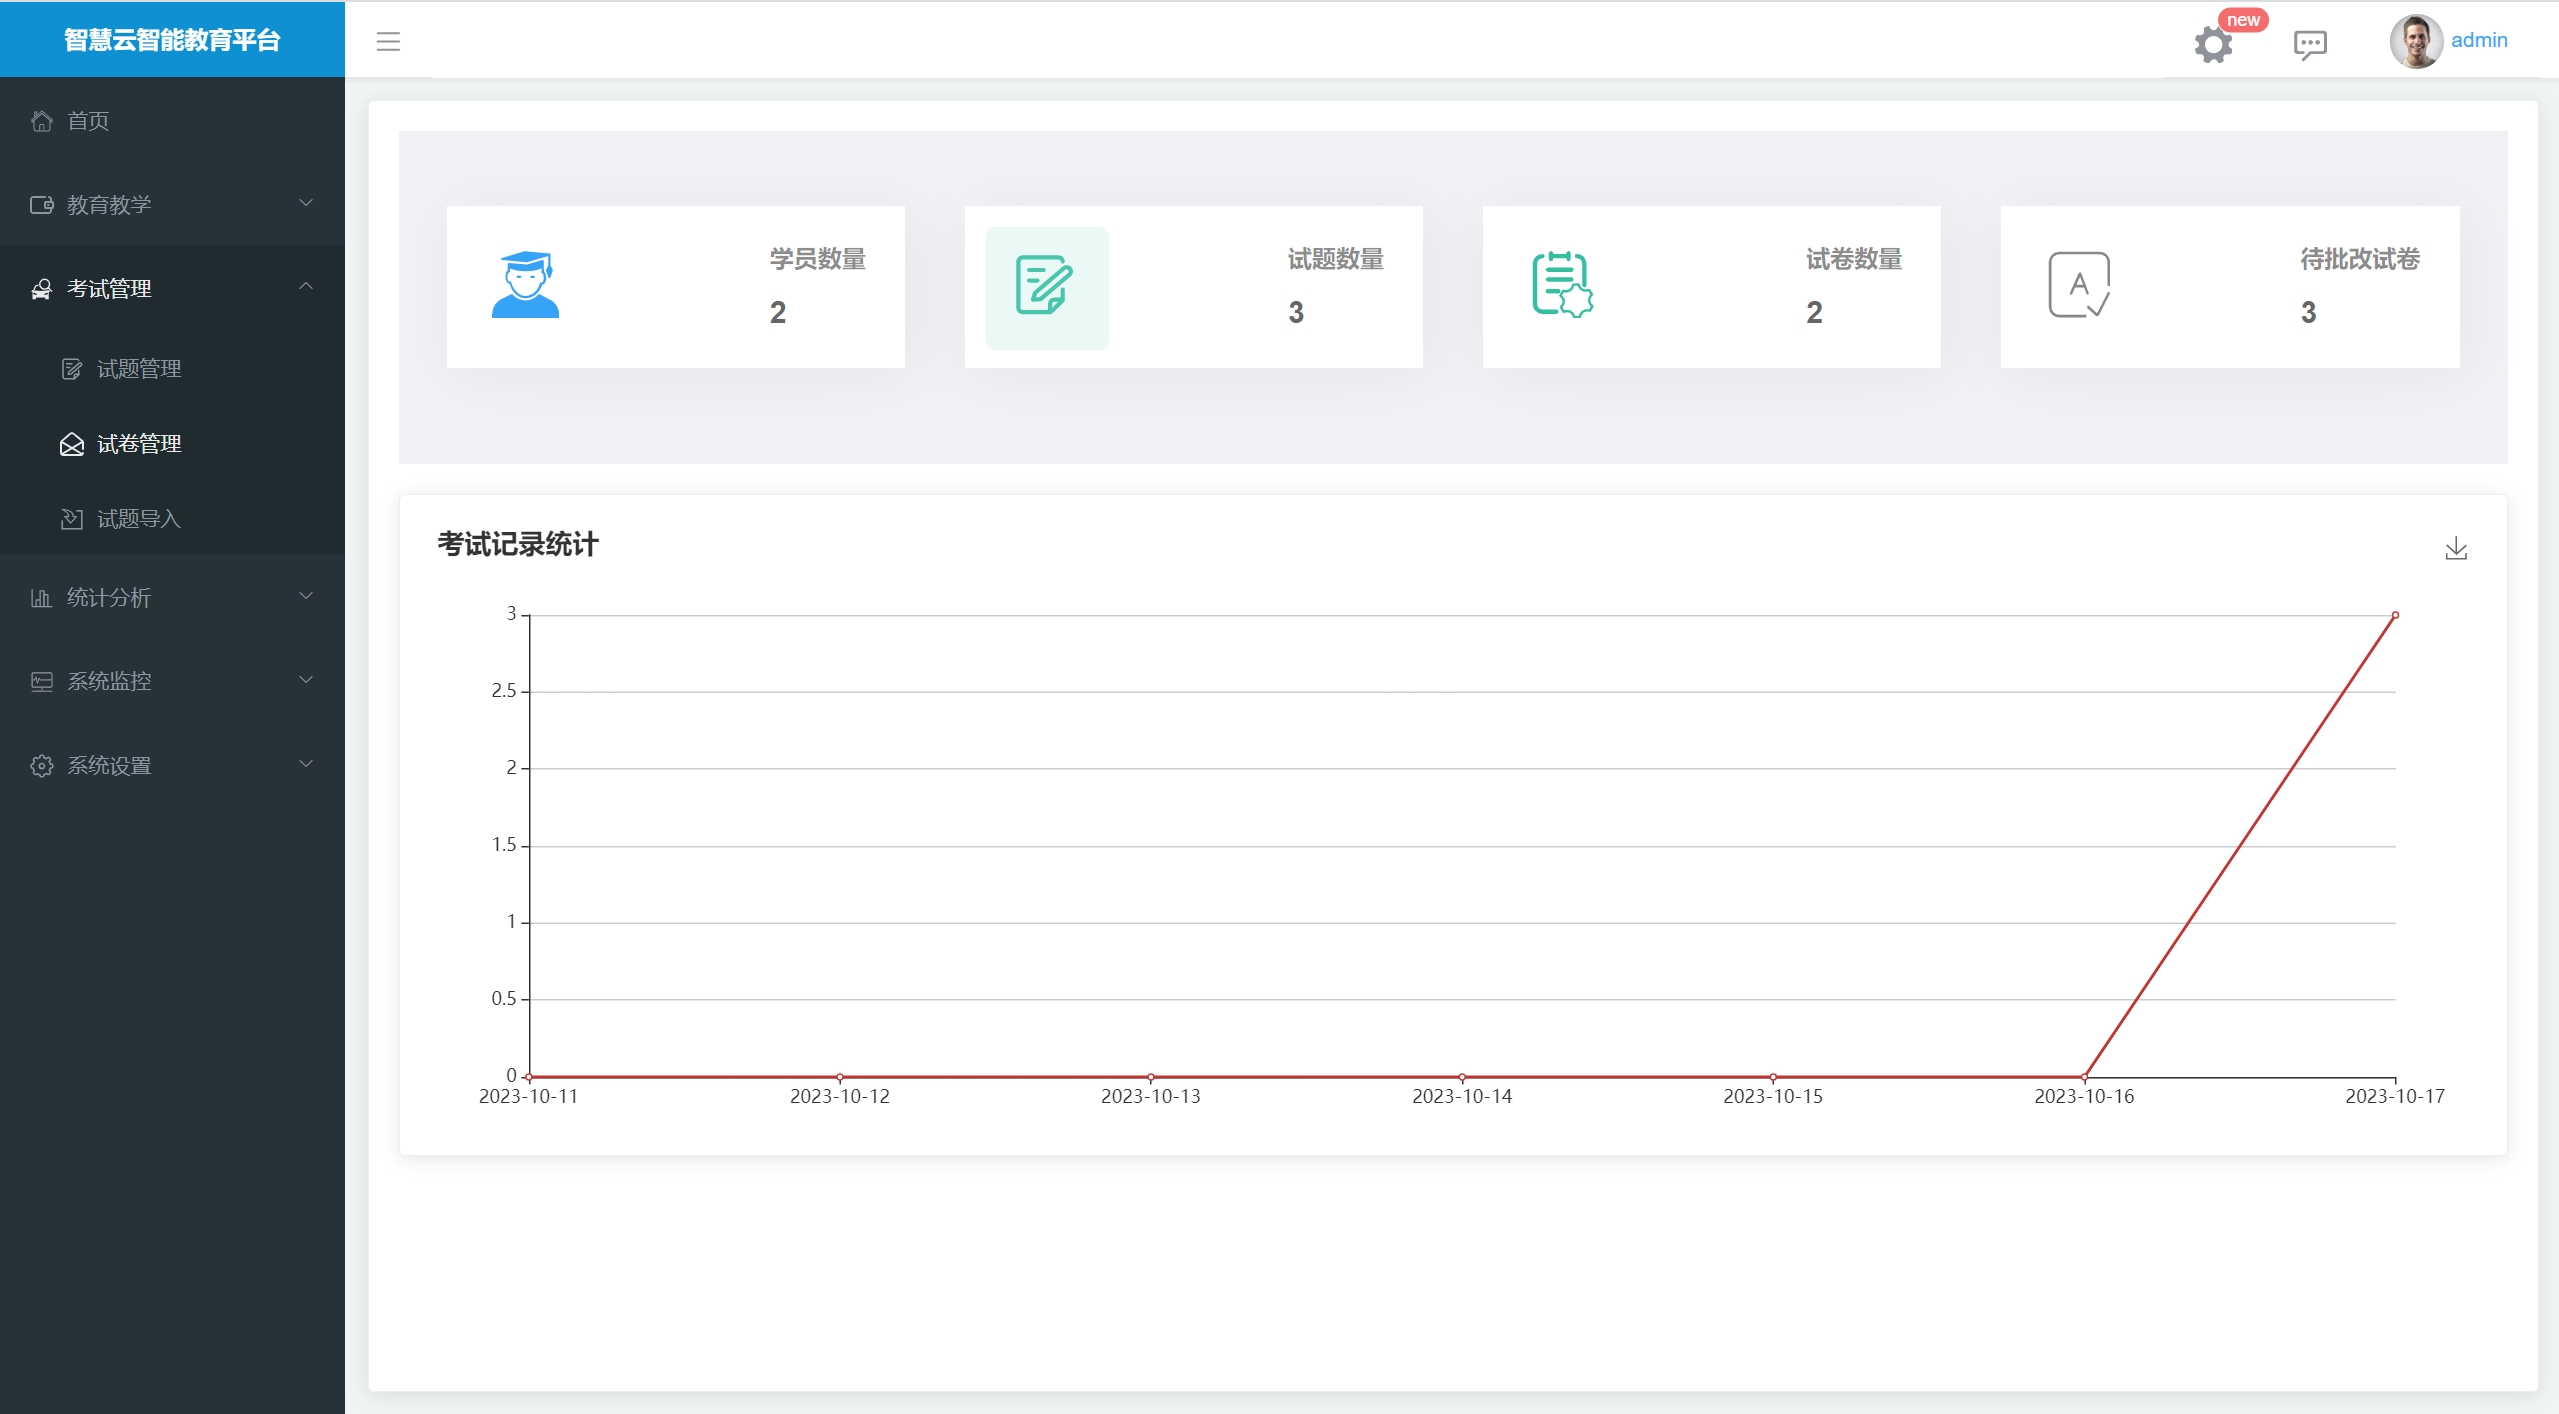 智慧云智能教育平台
new
admin
首页
教育教学
考试管理
试题管理
试卷管理
试题导入
统计分析
系统监控
系统设置
学员数量
2
试题数量
3
试卷数量
2
A
待批改试卷
3
考试记录统计
3
2.5
2
1.5
1
0.5
0
2023-10-11 2023-10-12 2023-10-13 2023-10-14 2023-10-15 2023-10-16 2023-10-17